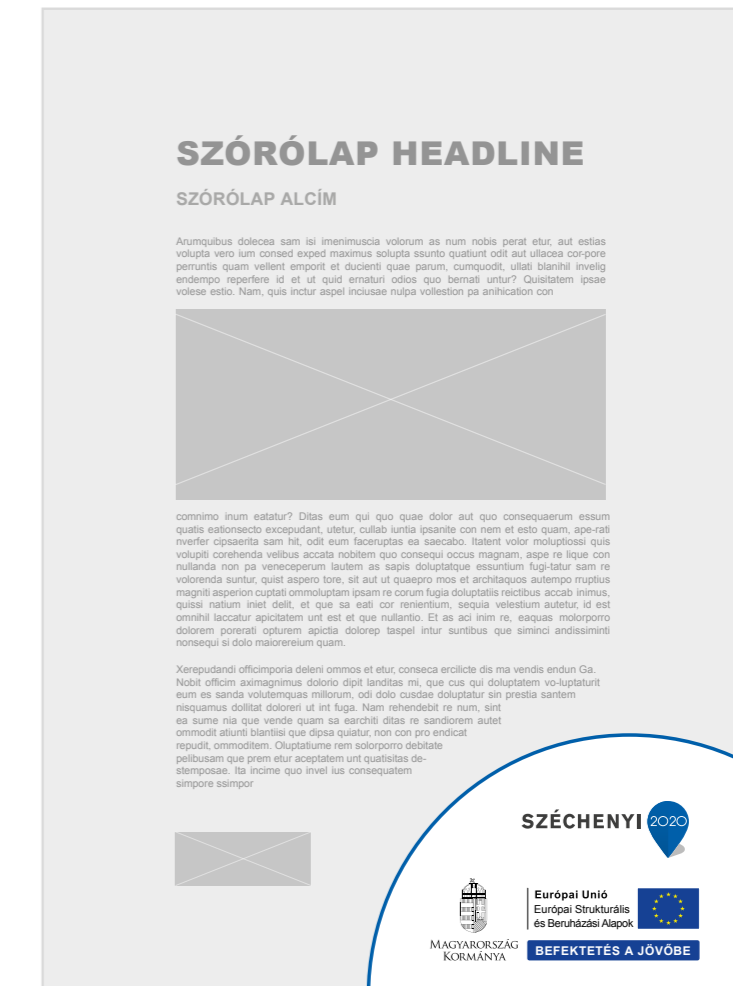 SZÓRÓLAP HEADLINE
SZÓRÓLAP ALCÍM
Arumquibus dolecea sam isi imenimuscia volorum as num nobis perat etur, aut estias
volupta vero ium consed exped maximus solupta ssunto quatiunt odit aut ullacea cor-pore
perruntis quam vellent emporit et ducienti quae parum, cumquodit, ullati blanihil invelig
endempo reperfere id et ut quid ernaturi odios quo bernati untur? Quisitatem ipsae
volese estio. Nam, quis inctur aspel inciusae nulpa vollestion pa anihication con
comnimo inum eatatur? Ditas eum qui quo quae dolor aut quo consequaerum essum
quatis eationsecto excepudant, utetur, cullab iuntia ipsanite con nem et esto quam, ape-rati
nverfer cipsaerita sam hit, odit eum faceruptas ea saecabo. Itatent volor moluptiossi quis
volupiti corehenda velibus accata nobitem quo consequi occus magnam, aspe re lique con
nullanda non pa veneceperum lautem as sapis doluptatque essuntium fugi-tatur sam re
volorenda suntur, quist aspero tore, sit aut ut quaepro mos et architaquos autempo rruptius
magniti asperion cuptati ommoluptam ipsam re corum fugia doluptatiis reictibus accab inimus,
quissi natium iniet delit, et que sa eati cor renientium, sequia velestium autetur, id est
omnihil laccatur apicitatem unt est et que nullantio. Et as aci inim re, eaquas molorporro
dolorem porerati opturem apictia dolorep taspel intur suntibus que siminci andissiminti
nonsequi si dolo maiorereium quam.
Xerepudandi officimporia deleni ommos et etur, conseca ercilicte dis ma vendis endun Ga.
Nobit officim aximagnimus dolorio dipit landitas mi, que cus qui doluptatem vo-luptaturit
eum es sanda volutemquas millorum, odi dolo cusdae doluptatur sin prestia santem
nisquamus dollitat doloreri ut int fuga. Nam rehendebit re num, sint
ea sume nia que vende quam sa earchiti ditas re sandiorem autet
ommodit atiunti blantiisi que dipsa quiatur, non con pro endicat
repudit, ommoditem. Oluptatiume rem solorporro debitate
pelibusam que prem etur aceptatem unt quatisitas de-
stemposae. Ita incime quo invel ius consequatem
simpore ssimpor
SZÉCHENYI 2020
Európai Unió
Európai Strukturális
és Beruházási Alapok
MAGYARORSZÁG
KORMÁNYA
BEFEKTETÉS A JÖVŐBE